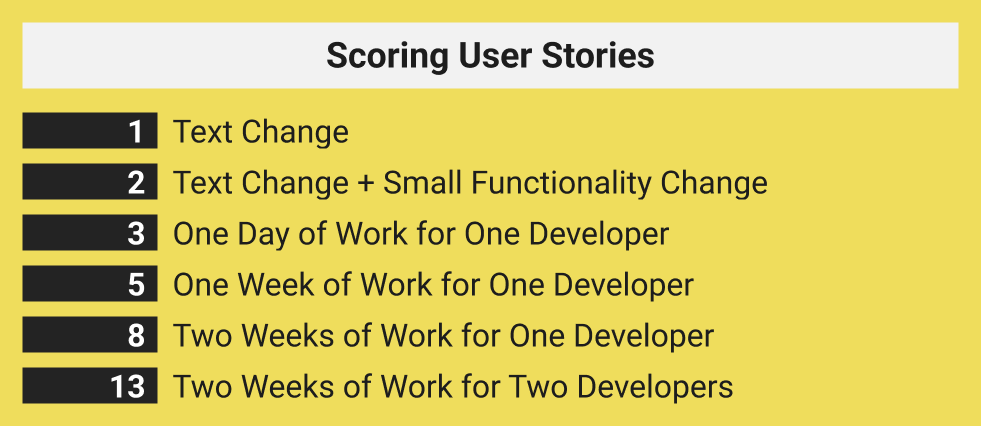 Scoring User Stories
1 Text Change
2 Text Change + Small Functionality Change
3 One Day of Work for One Developer
5 One Week of Work for One Developer
8 Two Weeks of Work for One Developer
13 Two Weeks of Work for Two Developers